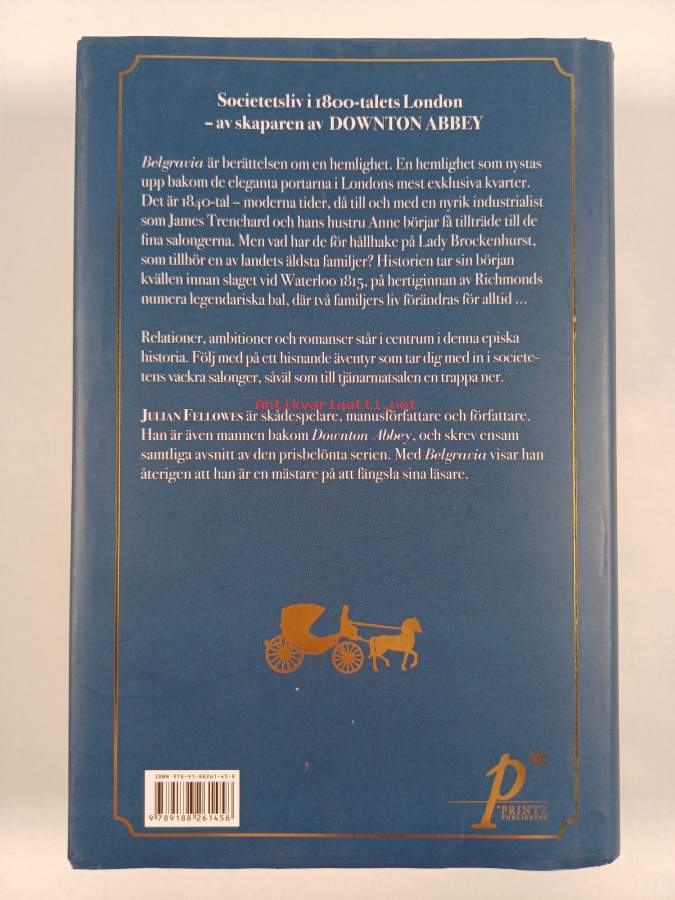 Societetsliv i 1800-talets London
– av skaparen av DOWNTON ABBEY
Belgravia är berättelsen om en hemlighet. En hemlighet som nystas
upp bakom de eleganta portarna i Londons mest exklusiva kvarter.
Det är 1840-tal – moderna tider, då till och med en nyrik industrialist
som James Trenchard och hans hustru Anne börjar få tillträde till de
fina salongerna. Men vad har de för hållhake på Lady Brockenhurst,
som tillhör en av landets äldsta familjer? Historien tar sin början
kvällen innan slaget vid Waterloo 1815, på hertiginnan av Richmonds
numera legendariska bal, där två familjers liv förändras för alltid ...
Relationer, ambitioner och romanser står i centrum i denna episka
historia. Följ med på ett hisnande äventyr som tar dig med in i societe-
tens vackra salonger, såväl som till tjänarmatsalen en trappa ner.
Antikvariaatti.net
JULIAN FELLOWES är skådespelare, manusförfattare och författare.
Han är även mannen bakom Downton Abbey, och skrev ensam
samtliga avsnitt av den prisbelönta serien. Med Belgravia visar han
återigen att han är en mästare på att fängsla sina läsare.
ISBN 978-91-88261-45-8
9 789188 261458
p*
*PRINTZ
PUBLISHING